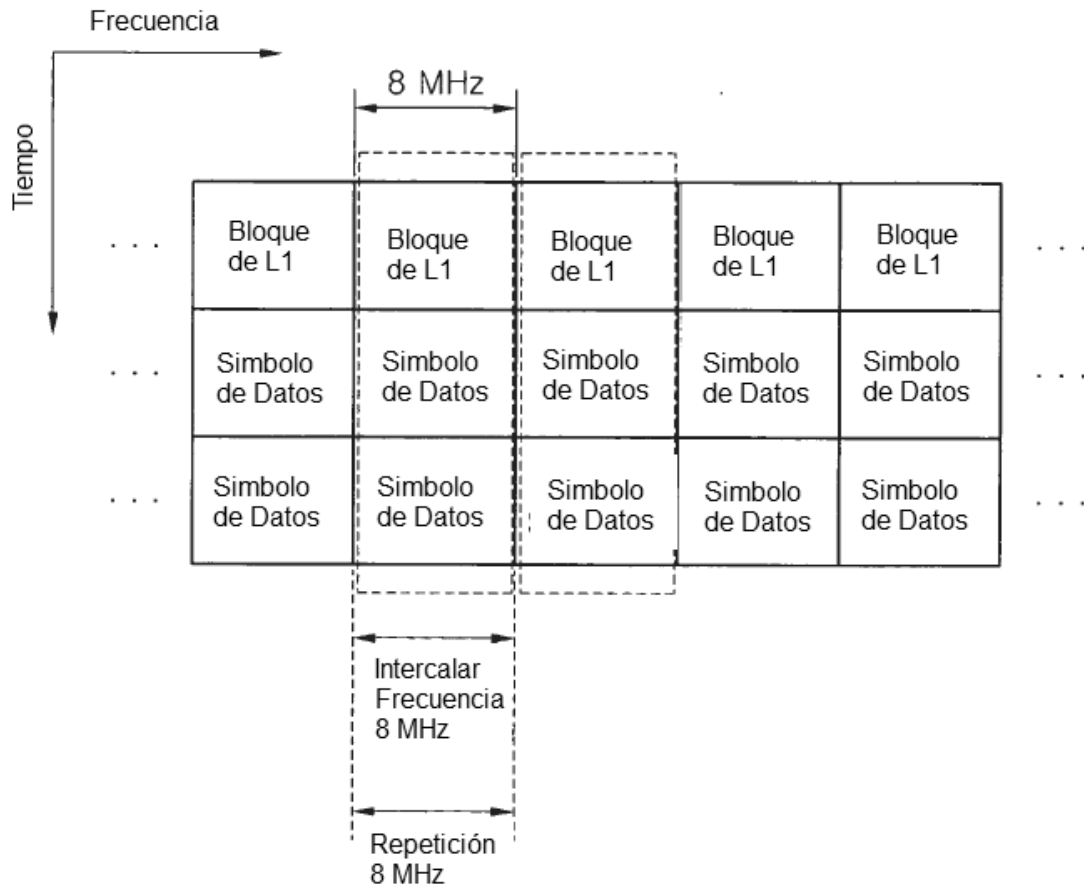 Frecuencia
8 MHz
Tiempo
. . .
Bloque
de L1
Bloque
de L1
Bloque
de L1
Bloque
de L1
Bloque
de L1
. . .
. . .
Simbolo
de Datos
Simbolo
de Datos
Simbolo
de Datos
Simbolo
de Datos
Simbolo
de Datos
. . .
. . .
Simbolo
de Datos
Simbolo
de Datos
Simbolo
de Datos
Simbolo
de Datos
Simbolo
de Datos
. . .
Intercalar
Frecuencia
8 MHz
Repetición
8 MHz